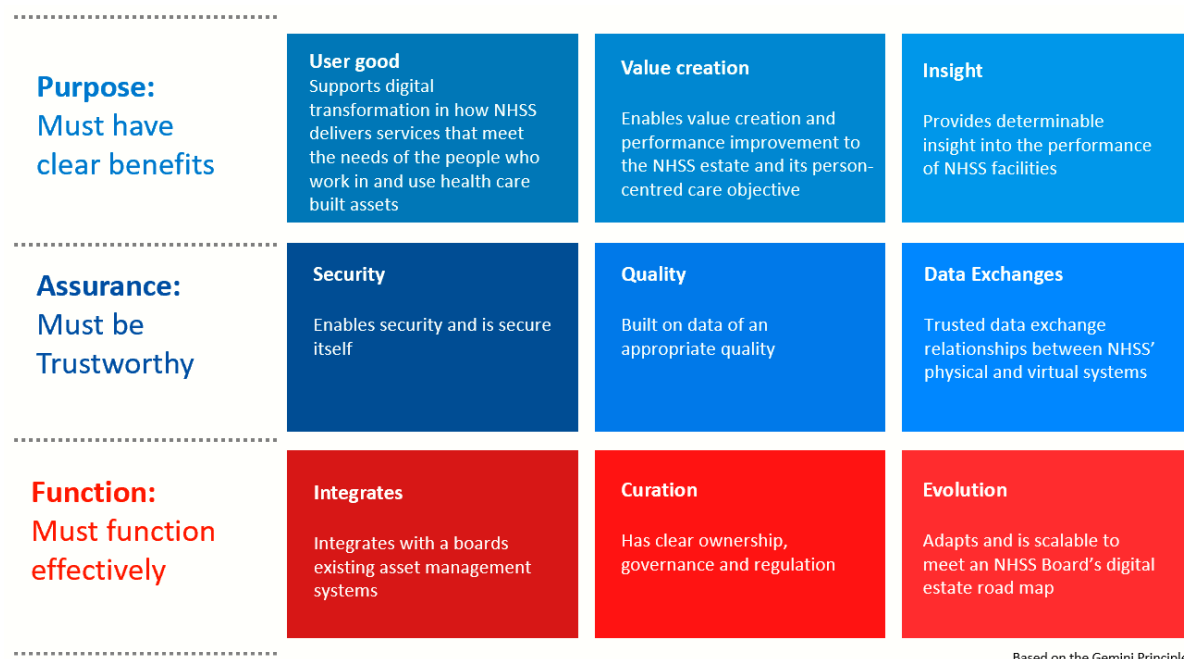 Purpose:
Must have
clear benefits
User good
Supports digital
transformation in how NHSS
delivers services that meet
the needs of the people who
work in and use health care
built assets
Value creation
Enables value creation and
performance improvement to
the NHSS estate and its person-
centred care objective
Insight
Provides determinable
insight into the performance
of NHSS facilities
Assurance:
Must be
Trustworthy
Security
Enables security and is secure
itself
Quality
Built on data of an
appropriate quality
Data Exchanges
Trusted data exchange
relationships between NHSS’
physical and virtual systems
Function:
Must function
effectively
Integrates
Integrates with a boards
existing asset management
systems
Curation
Has clear ownership,
governance and regulation
Evolution
Adapts and is scalable to
meet an NHSS Board’s digital
estate road map
Based on the Gemini Principle